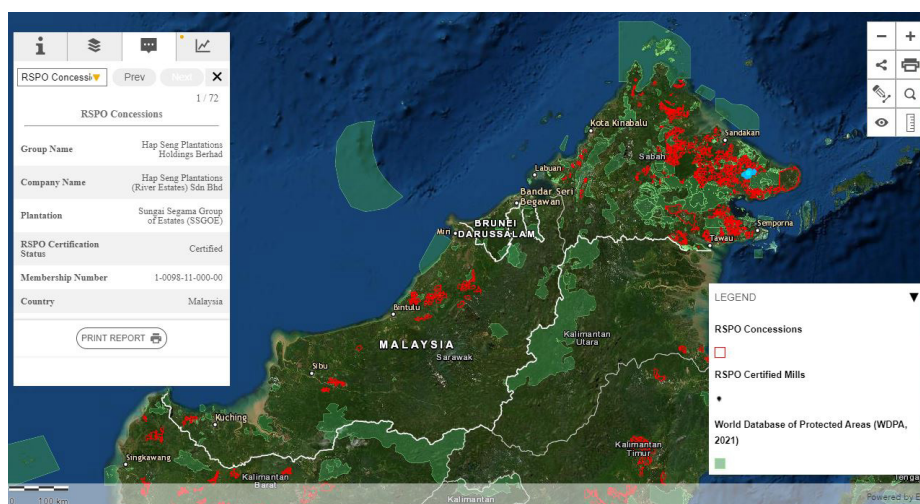 RSPO Concessi
Prev
Next
1 / 72
RSPO Concessions
Group Name
Hap Seng Plantations
Holdings Berhad
Company Name
Hap Seng Plantations
(River Estates) Sdn Bhd
Plantation
Sungai Segama Group
of Estates (SSGOE)
RSPO Certification
Status
Certified
Membership Number
1-0098-11-000-00
Country
Malaysia
PRINT REPORT
Kota Kinabalu
Sandakan
Sabah
Labuan
Bandar Seri
Begawan
BRUNEI
DARUSSALAM
Miri
Semporna
Tawau
Bintulu
MALAYSIA
Sarawak
Kalimantan
Utara
Sibu
Kuching
Singkawang
Kalimantan
Barat
Kalimantan
Timur
Kalimantan
LEGEND
RSPO Concessions
RSPO Certified Mills
World Database of Protected Areas (WDPA,
2021)
0
100 km
Powered by